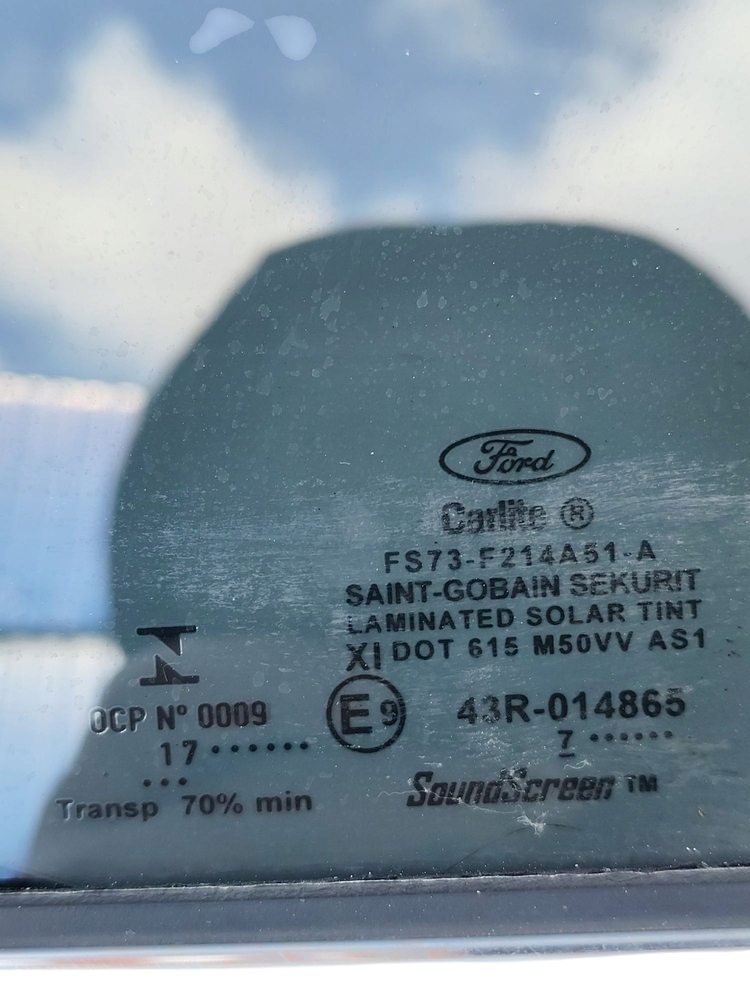 Ford
Carlite ®
FS73-F214A51-A
SAINT-GOBAIN SEKURIT
LAMINATED SOLAR TINT
XI DOT 615 M50VV AS1
OCP N° 0009
E9 43R-014865
17 ••••••
7 ••••••
•••
Transp 70% min
SoundScreen ™